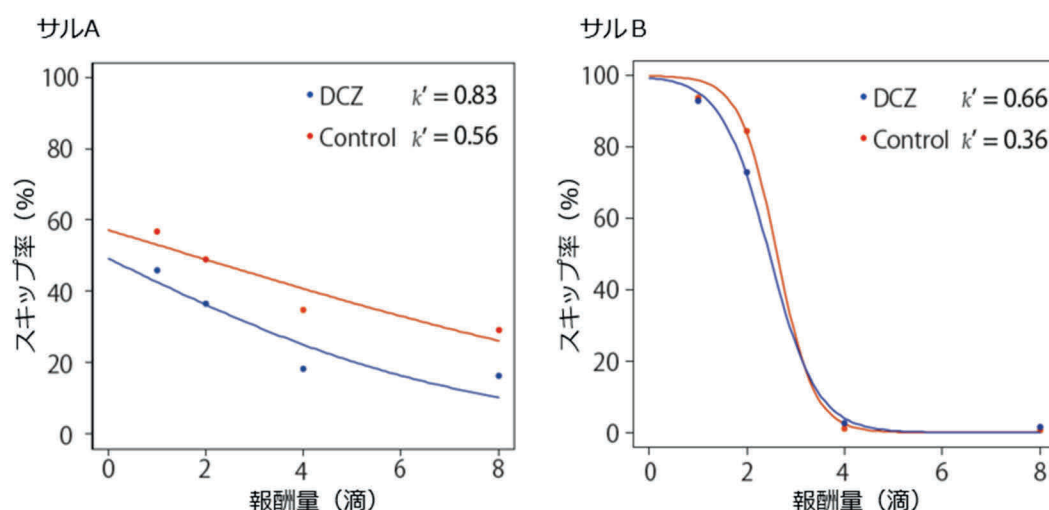 サルA
100
80
60
40
20
0
スキップ率（%）
0 2 4 6 8
報酬量（滴）
DCZ k′ = 0.83
Control k′ = 0.56
サルB
100
80
60
40
20
0
スキップ率（%）
0 2 4 6 8
報酬量（滴）
DCZ k′ = 0.66
Control k′ = 0.36